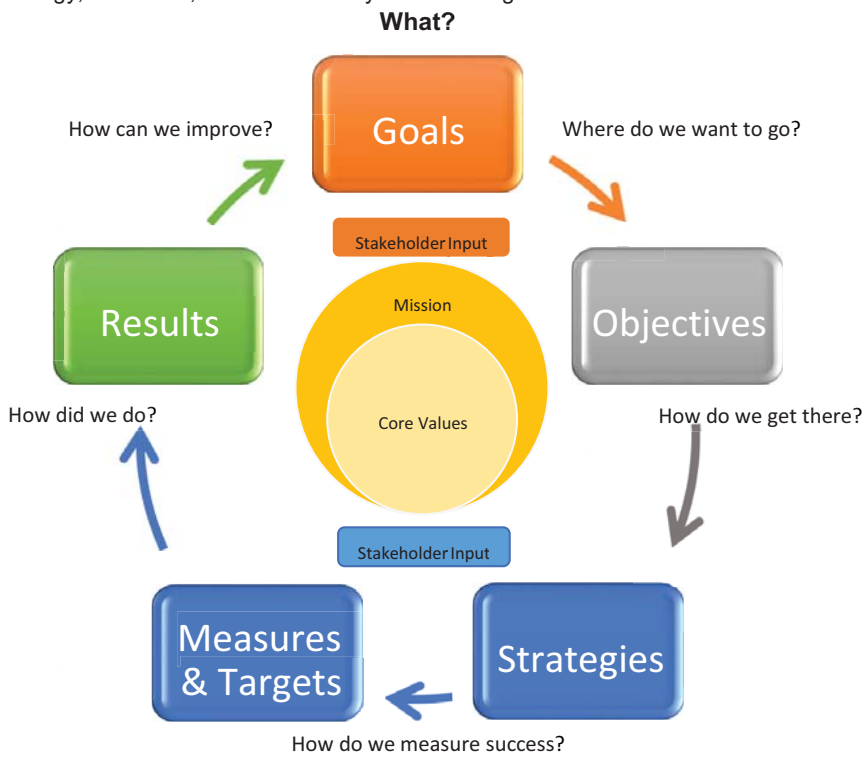 What?
Goals
How can we improve?
Where do we want to go?
Stakeholder Input
Mission
Results
Objectives
Core Values
How did we do?
How do we get there?
Stakeholder Input
Measures
& Targets
Strategies
How do we measure success?